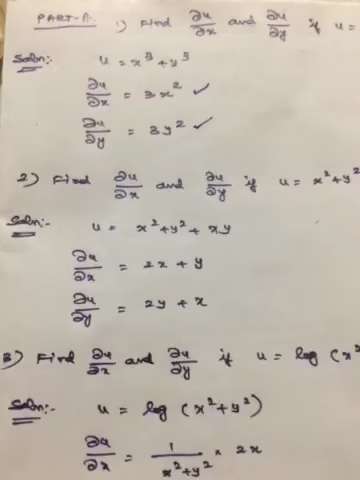 PART-A. 1) Find ∂u/∂x and ∂u/∂y if u =
Soln:- u = x³ + y³
∂u/∂x = 3x² ✓
∂u/∂y = 3y² ✓
2) Find ∂u/∂x and ∂u/∂y if u = x² + y²
Soln:- u = x² + y² + xy
∂u/∂x = 2x + y
∂u/∂y = 2y + x
3) Find ∂u/∂x and ∂u/∂y if u = log (x²
Soln:- u = log (x² + y²)
∂u/∂x = 1/(x² + y²) × 2x